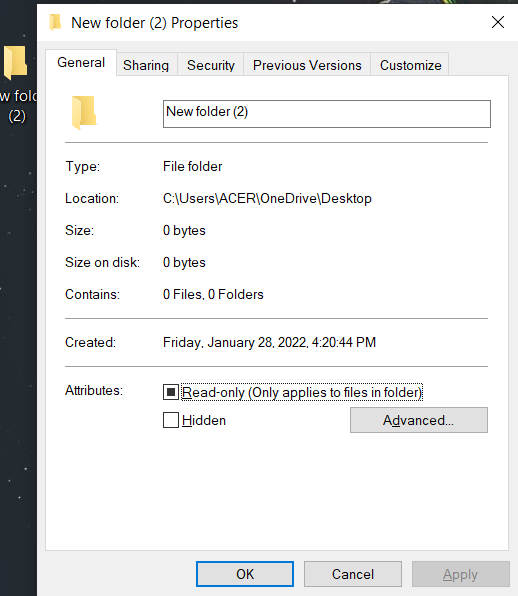 New folder (2) Properties
General
Sharing
Security
Previous Versions
Customize
(2)
New folder (2)
Type:
File folder
Location:
C:\Users\ACER\OneDrive\Desktop
Size:
0 bytes
Size on disk:
0 bytes
Contains:
0 Files, 0 Folders
Created:
Friday, January 28, 2022, 4:20:44 PM
Attributes:
Read-only (Only applies to files in folder)
Hidden
Advanced...
OK
Cancel
Apply